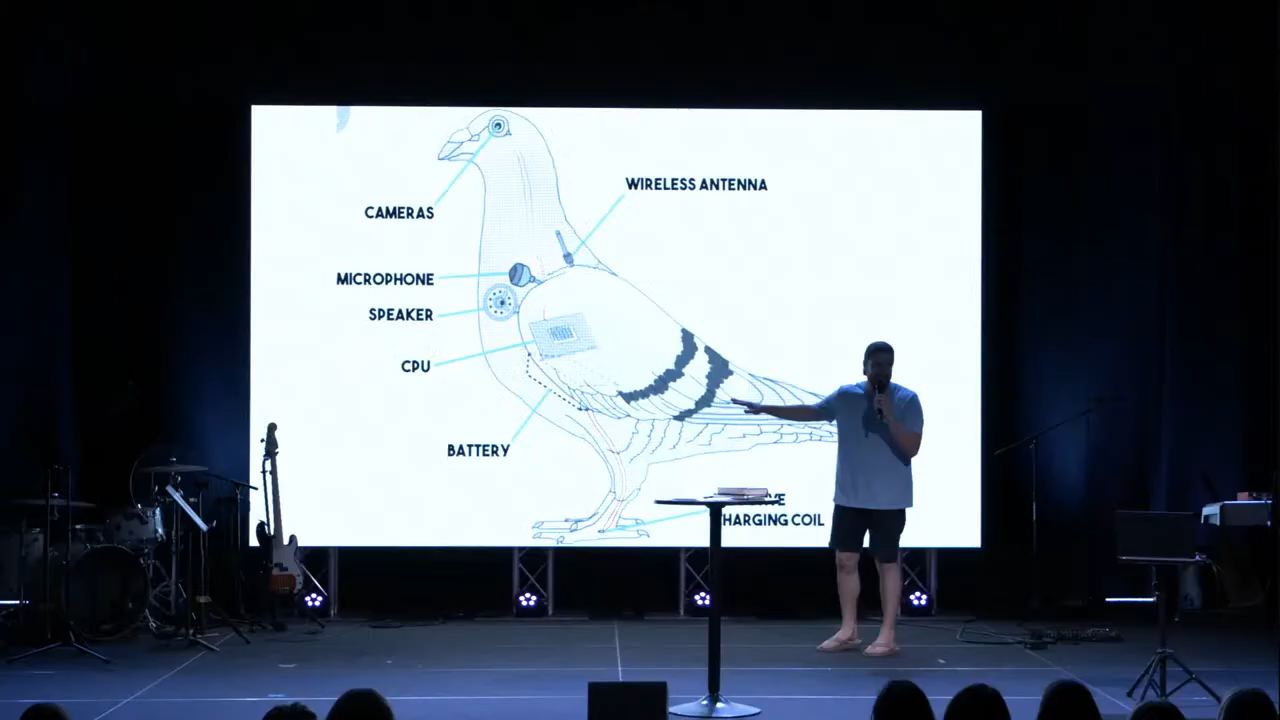 WIRELESS ANTENNA
CAMERAS
MICROPHONE
SPEAKER
CPU
BATTERY
HARGING COIL